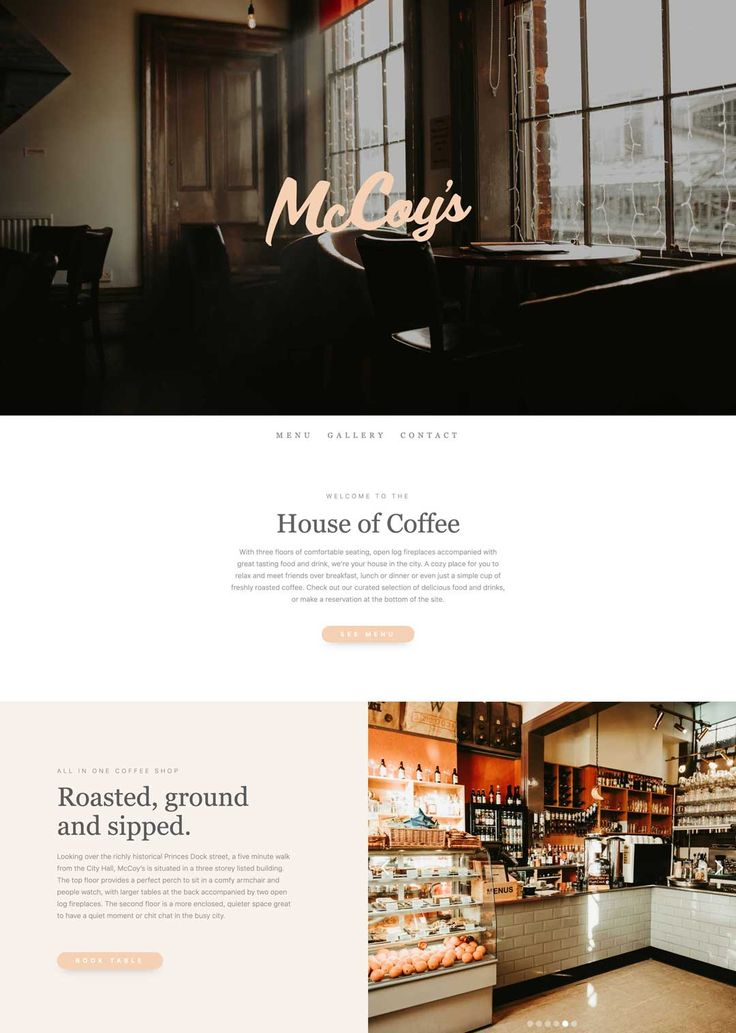 McCoy's
MENU GALLERY CONTACT
WELCOME TO THE
House of Coffee
With three floors of comfortable seating, open log fireplaces accompanied with
great tasting food and drink, we're your house in the city. A cozy place for you to
relax and meet friends over breakfast, lunch or dinner or even just a simple cup of
freshly roasted coffee. Check out our curated selection of delicious food and drinks,
or make a reservation at the bottom of the site.
SEE MENU
ALL IN ONE COFFEE SHOP
Roasted, ground
and sipped.
Looking over the richly historical Princes Dock street, a five minute walk
from the City Hall, McCoy's is situated in a three storey listed building.
The top floor provides a perfect perch to sit in a comfy armchair and
people watch, with larger tables at the back accompanied by two open
log fireplaces. The second floor is a more enclosed, quieter space great
to have a quiet moment or chit chat in the busy city.
BOOK TABLE
MENUS